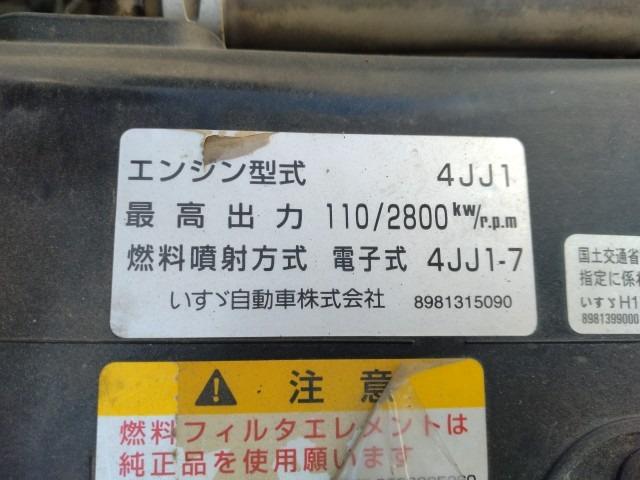 エンジン型式 4JJ1
最高出力 110/2800kw/r.p.m
燃料噴射方式 電子式 4JJ1-7
いすゞ自動車株式会社 8981315090
国土交通省
指定に係
いすゞH1
8981399000
注意
燃料フィルタエレメントは
純正品を使用願います